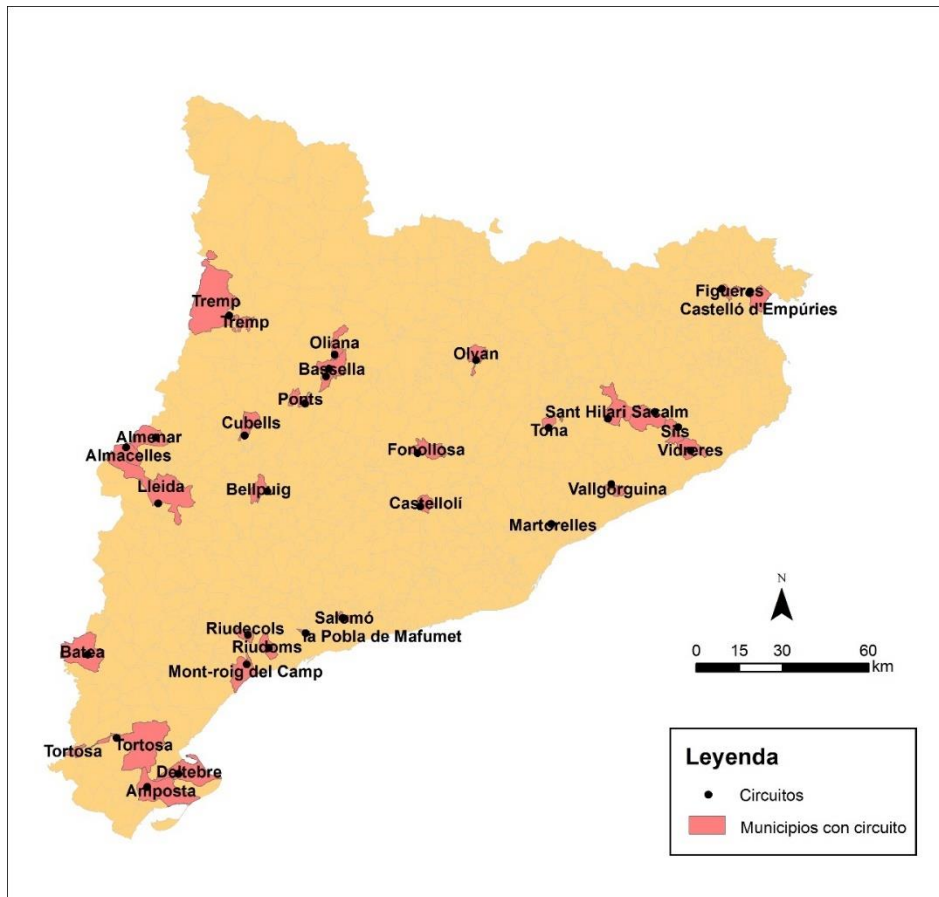 Figueres
Castelló d'Empúries
Tremp
Tremp
Oliana
Bassella
Olvan
Ponts
Cubells
Sant Hilari Sacalm
Tona
Sils
Vidreres
Almenar
Almacelles
Fonollosa
Lleida
Bellpuig
Castellolí
Vallgorguina
Martorelles
Salomó
la Pobla de Mafumet
Riudecols
Riudoms
Mont-roig del Camp
Batea
Tortosa
Tortosa
Deltebre
Amposta
N
0 15 30 60
km
Leyenda
Circuitos
Municipios con circuito